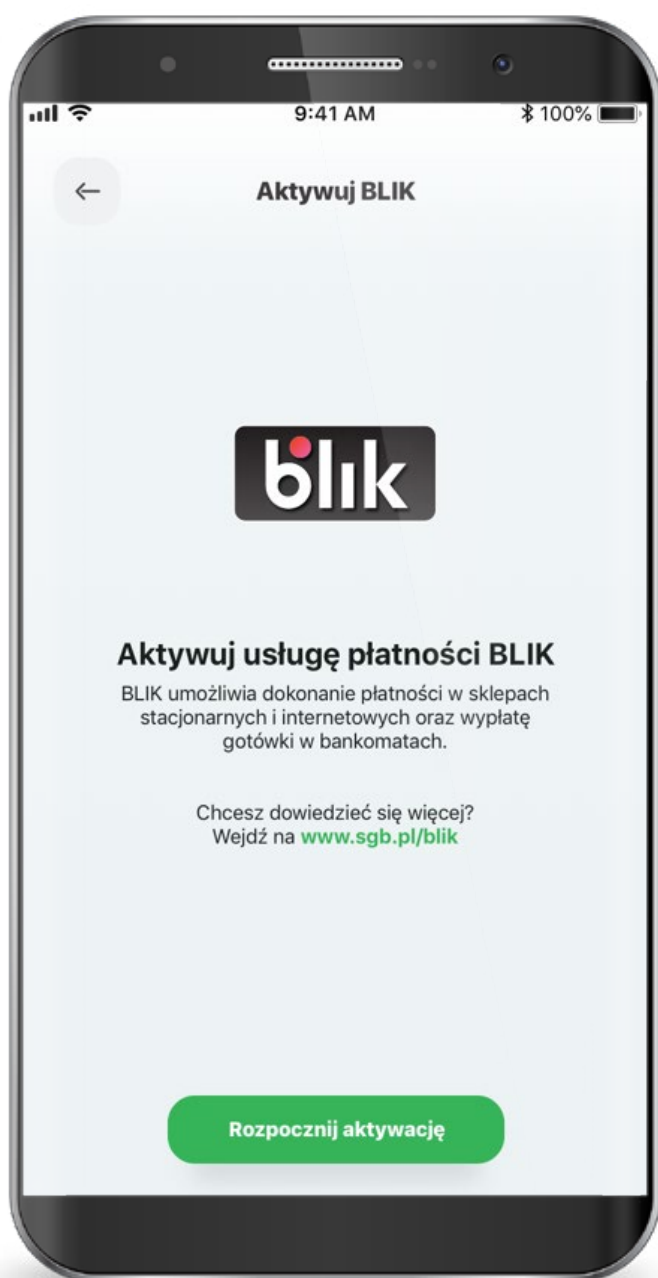 9:41 AM
100%
Aktywuj BLIK
blik
Aktywuj usługę płatności BLIK
BLIK umożliwia dokonanie płatności w sklepach
stacjonarnych i internetowych oraz wypłatę
gotówki w bankomatach.
Chcesz dowiedzieć się więcej?
Wejdź na www.sgb.pl/blik
Rozpocznij aktywację